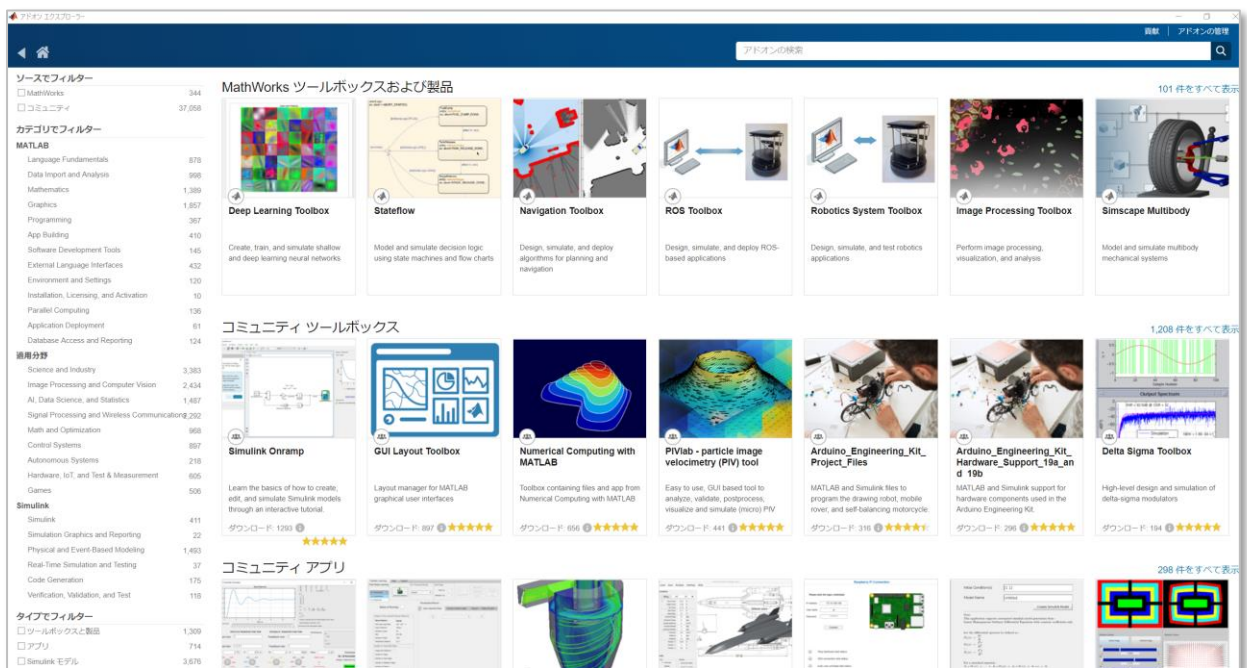 アドオン エクスプローラー
貢献 | アドオンの管理
アドオンの検索
ソースでフィルター
MathWorks 344
コミュニティ 37,058
カテゴリでフィルター
MATLAB
Language Fundamentals 878
Data Import and Analysis 998
Mathematics 1,389
Graphics 1,857
Programming 367
App Building 410
Software Development Tools 145
External Language Interfaces 432
Environment and Settings 120
Installation, Licensing, and Activation 10
Parallel Computing 136
Application Deployment 61
Database Access and Reporting 124
適用分野
Science and Industry 3,383
Image Processing and Computer Vision 2,434
AI, Data Science, and Statistics 1,487
Signal Processing and Wireless Communications 2,292
Math and Optimization 968
Control Systems 897
Autonomous Systems 218
Hardware, IoT, and Test & Measurement 605
Games 506
Simulink
Simulink 411
Simulation Graphics and Reporting 22
Physical and Event-Based Modeling 1,493
Real-Time Simulation and Testing 37
Code Generation 175
Verification, Validation, and Test 118
タイプでフィルター
ツールボックスと製品 1,309
アプリ 714
Simulink モデル 3,676
MathWorks ツールボックスおよび製品
101 件をすべて表示
Deep Learning Toolbox
Create, train, and simulate shallow
and deep learning neural networks
Stateflow
Model and simulate decision logic
using state machines and flow charts
Navigation Toolbox
Design, simulate, and deploy
algorithms for planning and
navigation
ROS Toolbox
Design, simulate, and deploy ROS-
based applications
Robotics System Toolbox
Design, simulate, and test robotics
applications
Image Processing Toolbox
Perform image processing,
visualization, and analysis
Simscape Multibody
Model and simulate multibody
mechanical systems
コミュニティ ツールボックス
1,208 件をすべて表示
Simulink Onramp
Learn the basics of how to create,
edit, and simulate Simulink models
through an interactive tutorial.
ダウンロード: 1293
GUI Layout Toolbox
Layout manager for MATLAB
graphical user interfaces
ダウンロード: 897
Numerical Computing with
MATLAB
Toolbox containing files and app from
Numerical Computing with MATLAB
ダウンロード: 656
PIVlab - particle image
velocimetry (PIV) tool
Easy to use, GUI based tool to
analyze, validate, postprocess,
visualize and simulate (micro) PIV
ダウンロード: 441
Arduino_Engineering_Kit_
Project_Files
MATLAB and Simulink files to
program the drawing robot, mobile
rover, and self-balancing motorcycle.
ダウンロード: 316
Arduino_Engineering_Kit_
Hardware_Support_19a_an
d 19b
MATLAB and Simulink support for
hardware components used in the
Arduino Engineering Kit.
ダウンロード: 296
Output Spectrum
Delta Sigma Toolbox
High-level design and simulation of
delta-sigma modulators
ダウンロード: 194
コミュニティ アプリ
298 件をすべて表示